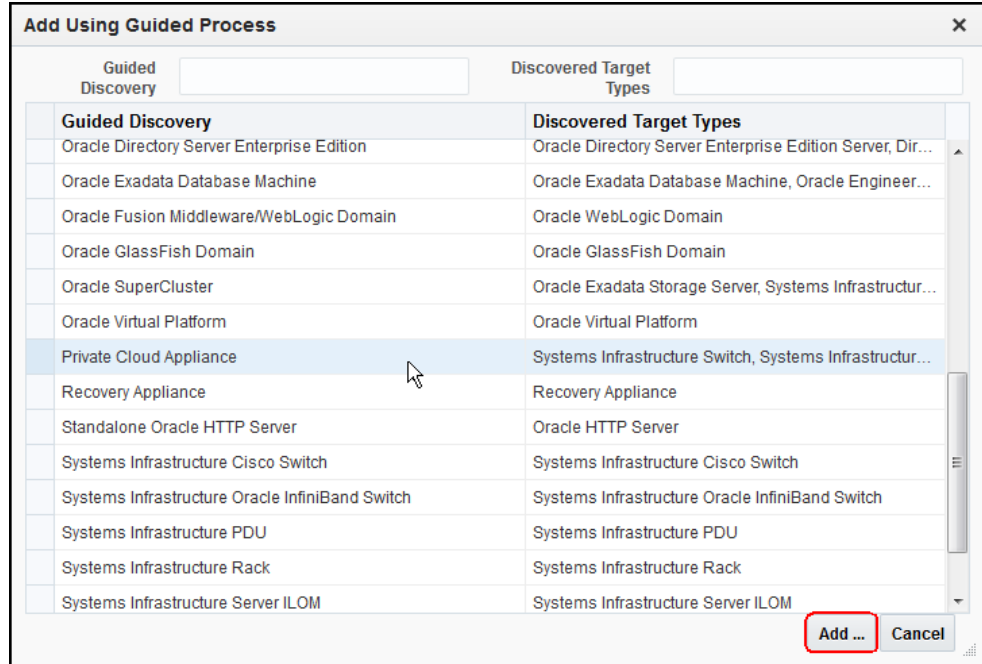 Add Using Guided Process ×
Guided Discovery
Discovered Target Types
Guided Discovery Discovered Target Types
Oracle Directory Server Enterprise Edition Oracle Directory Server Enterprise Edition Server, Dir...
Oracle Exadata Database Machine Oracle Exadata Database Machine, Oracle Engineer...
Oracle Fusion Middleware/WebLogic Domain Oracle WebLogic Domain
Oracle GlassFish Domain Oracle GlassFish Domain
Oracle SuperCluster Oracle Exadata Storage Server, Systems Infrastructur...
Oracle Virtual Platform Oracle Virtual Platform
Private Cloud Appliance Systems Infrastructure Switch, Systems Infrastructur...
Recovery Appliance Recovery Appliance
Standalone Oracle HTTP Server Oracle HTTP Server
Systems Infrastructure Cisco Switch Systems Infrastructure Cisco Switch
Systems Infrastructure Oracle InfiniBand Switch Systems Infrastructure Oracle InfiniBand Switch
Systems Infrastructure PDU Systems Infrastructure PDU
Systems Infrastructure Rack Systems Infrastructure Rack
Systems Infrastructure Server ILOM Systems Infrastructure Server ILOM
Add ... Cancel